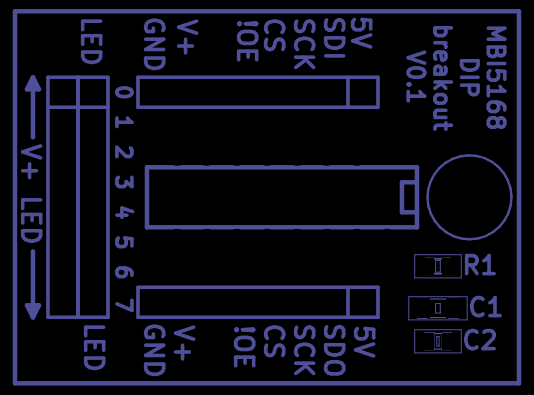 LED
GND
V+
!OE
CS
SCK
SDI
5V
MBI5168
DIP
breakout
V0.1
0
1
2
3
4
5
6
7
V+ LED
R1
C1
C2
LED
GND
V+
!OE
CS
SCK
SDO
5V